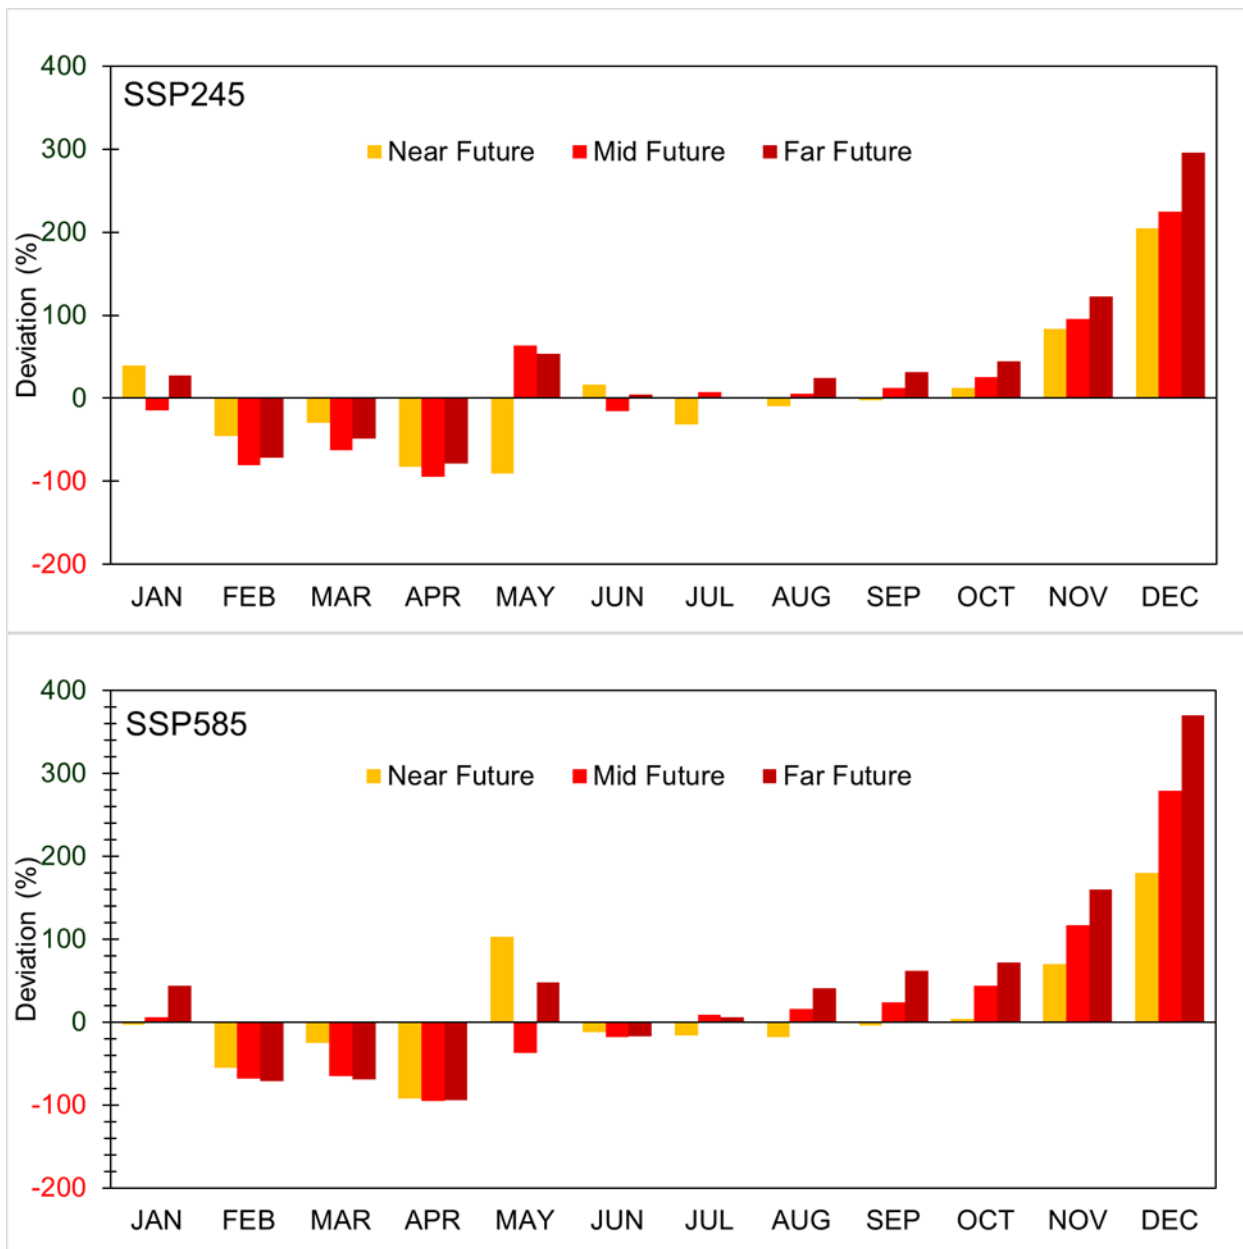 400
SSP245
300
Near Future Mid Future Far Future
200
Deviation (%)
100
0
-100
-200
JAN FEB MAR APR MAY JUN JUL AUG SEP OCT NOV DEC
400
SSP585
300
Near Future Mid Future Far Future
200
Deviation (%)
100
0
-100
-200
JAN FEB MAR APR MAY JUN JUL AUG SEP OCT NOV DEC